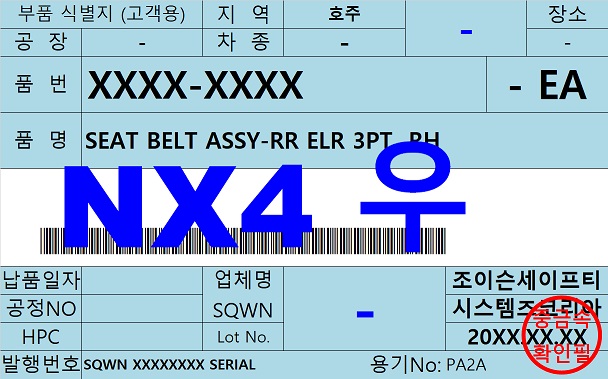 부품 식별지 (고객용) 지 역 호주 - 장소
공 장 - 차 종 - -
품 번 XXXX-XXXX - EA
품 명 SEAT BELT ASSY-RR ELR 3PT, RH
NX4 우
납품일자 업체명 - 조이슨세이프티
공정NO SQWN 시스템즈코리아
HPC Lot No. 20XX.XX.XX
중금속
확인필
발행번호 SQWN XXXXXXXX SERIAL 용기No: PA2A